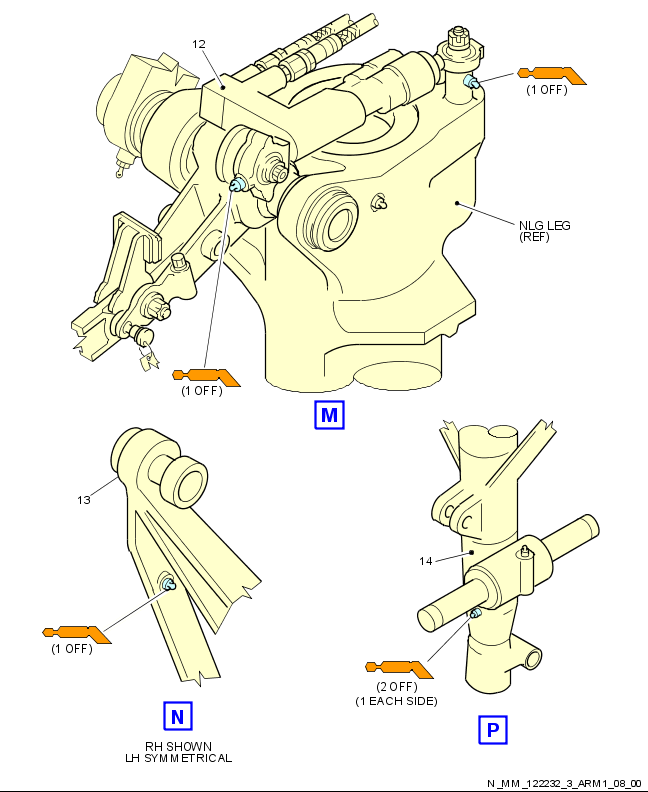 12
(1 OFF)
NLG LEG
(REF)
(1 OFF)
M
13
14
(1 OFF)
(2 OFF)
(1 EACH SIDE)
N
P
RH SHOWN
LH SYMMETRICAL
N_MM_122232_3_ARM1_08_00